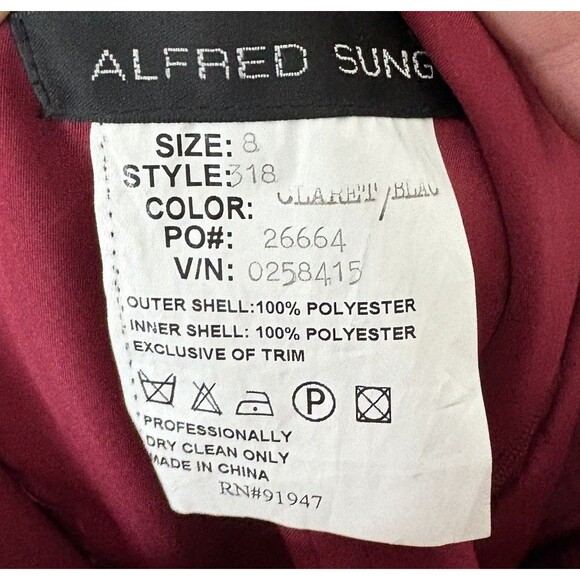 ALFRED SUNG
SIZE: 8
STYLE:318
COLOR: CLARET/BLAC
PO#: 26664
V/N: 0258415
OUTER SHELL:100% POLYESTER
INNER SHELL: 100% POLYESTER
EXCLUSIVE OF TRIM
P
PROFESSIONALLY
DRY CLEAN ONLY
MADE IN CHINA
RN#91947